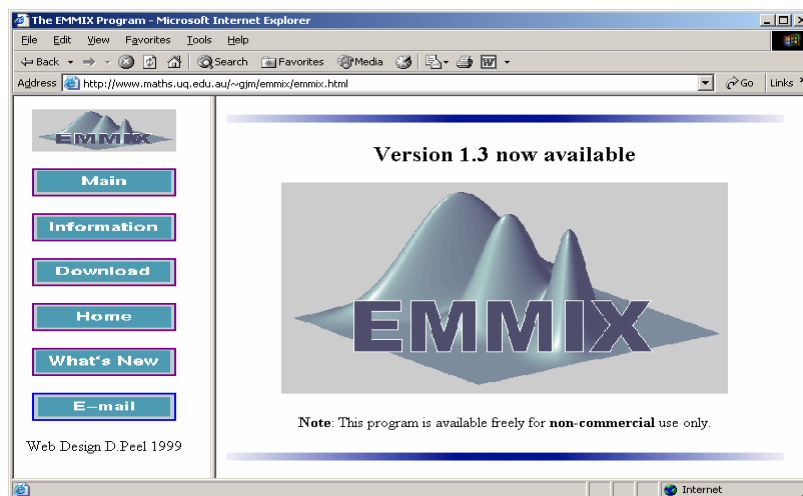 The EMMIX Program - Microsoft Internet Explorer
File Edit View Favorites Tools Help
Back Search Favorites Media
Address http://www.maths.uq.edu.au/~gjm/emmix/emmix.html Go Links
EMMIX
Main
Information
Download
Home
What's New
E-mail
Web Design D.Peel 1999
Version 1.3 now available
EMMIX
Note: This program is available freely for non-commercial use only.
Internet